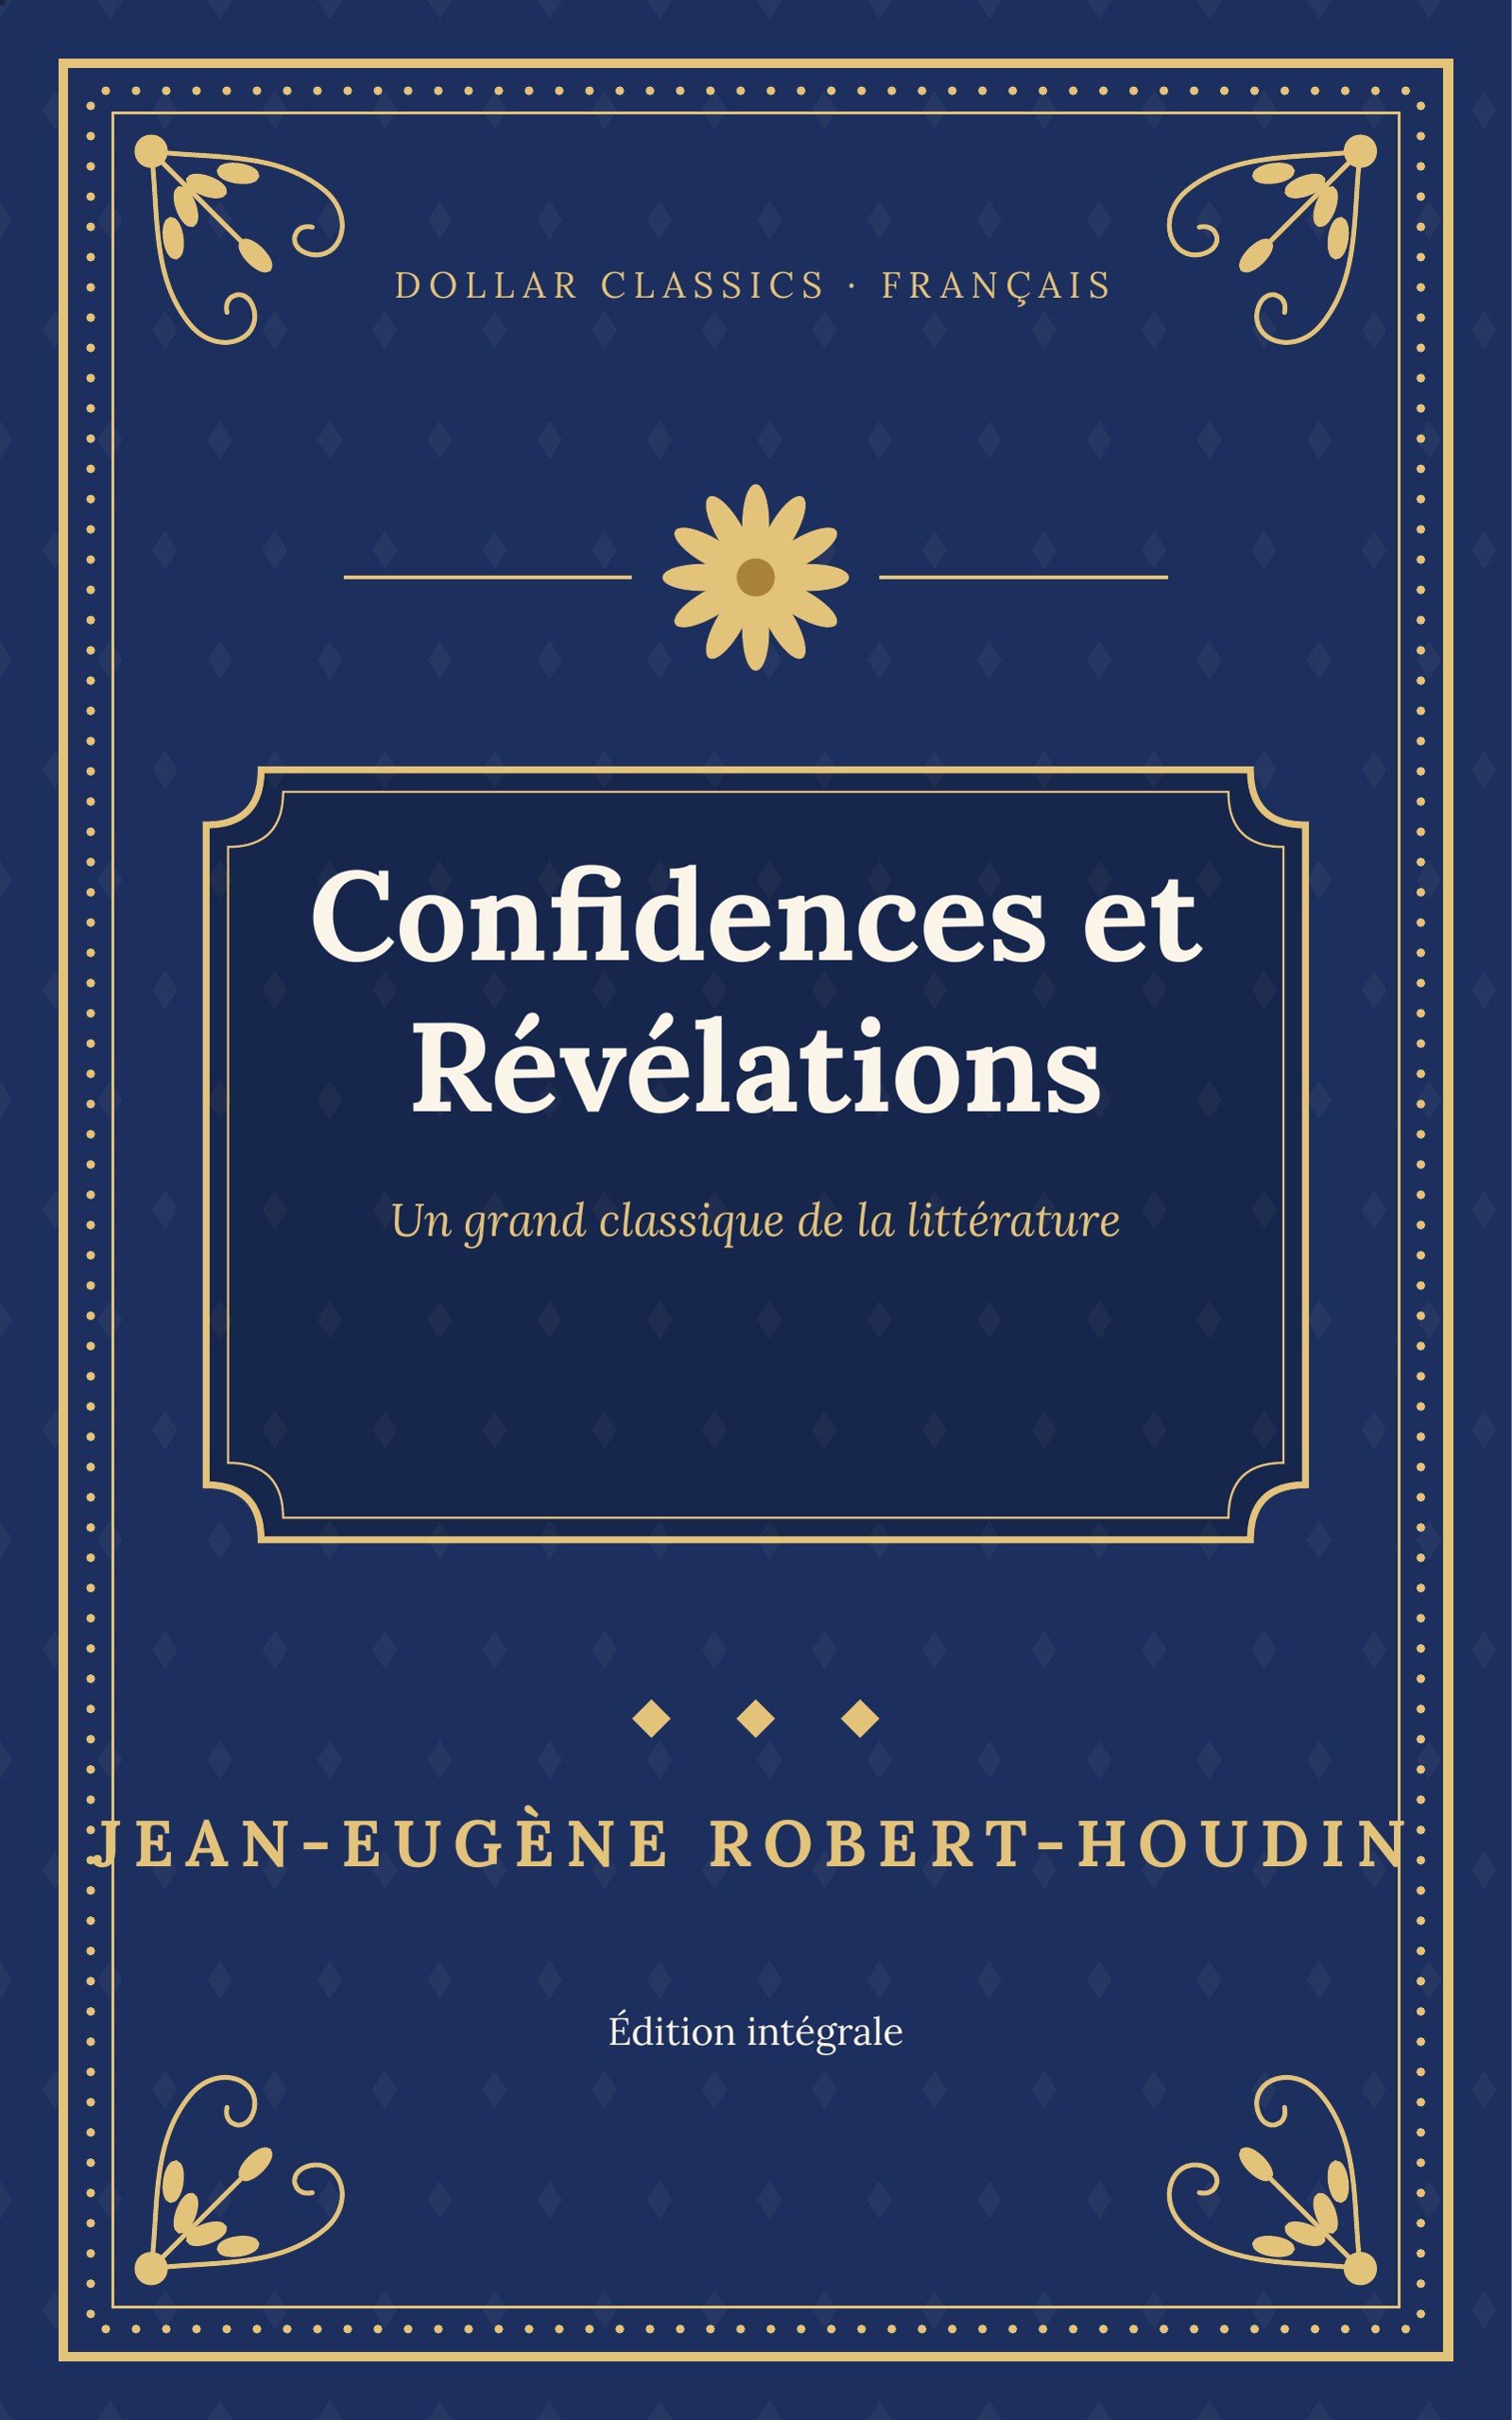 DOLLAR CLASSICS · FRANÇAIS
Confidences et
Révélations
Un grand classique de la littérature
JEAN-EUGÈNE ROBERT-HOUDIN
Édition intégrale